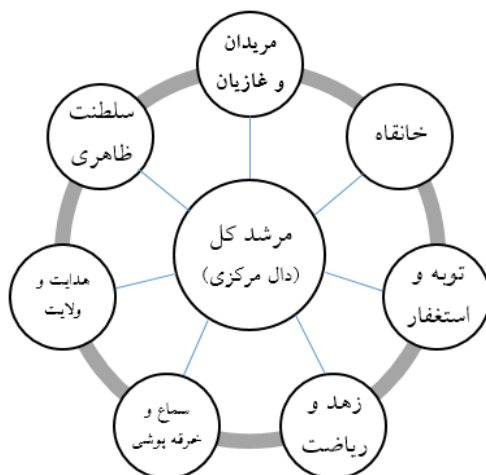 مریدان
و غازیان
خانقاه
توبه و
استغفار
زهد و
ریاضت
سماع و
خرقه پوشی
هدایت و
ولایت
سلطنت
ظاهری
مرشد کل
(دال مرکزی)